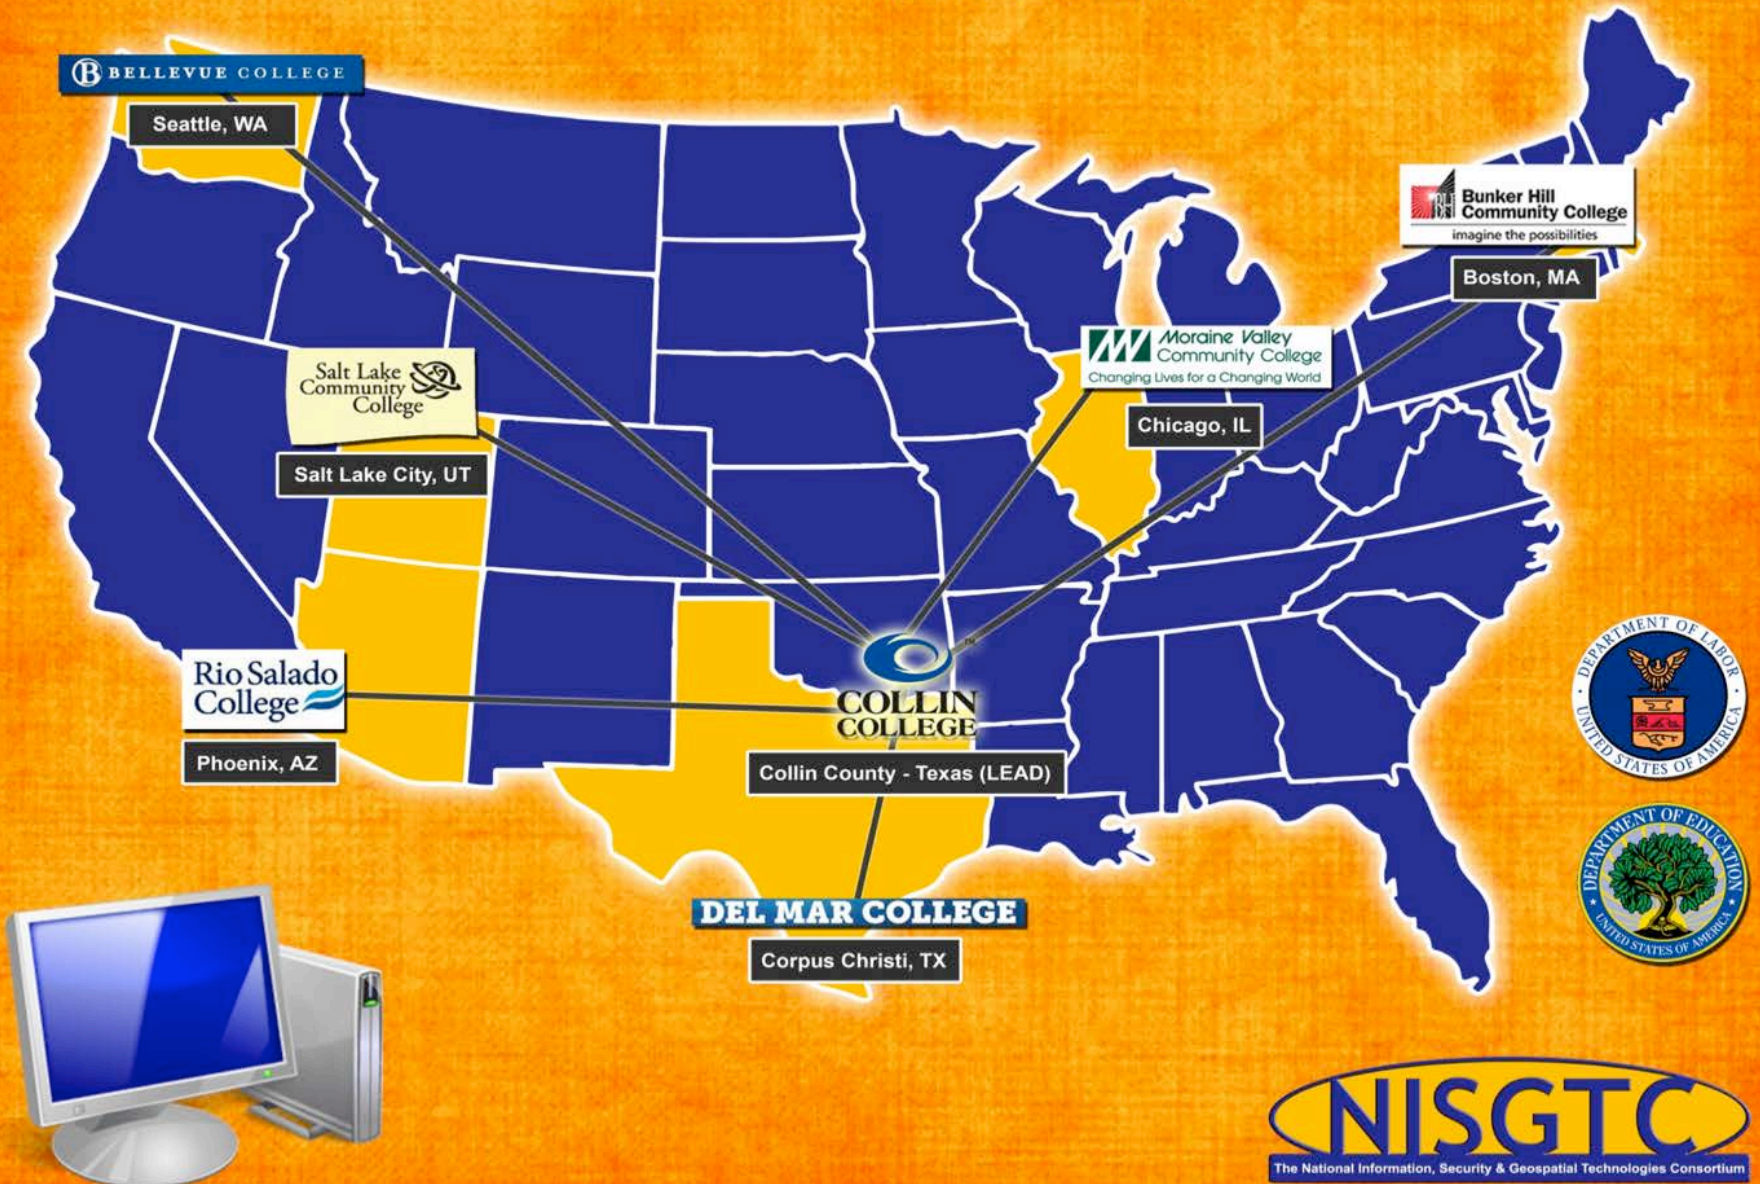 B BELLEVUE COLLEGE
Seattle, WA
Bunker Hill
Community College
imagine the possibilities
Boston, MA
Moraine Valley
Community College
Changing Lives for a Changing World
Chicago, IL
Salt Lake
Community
College
Salt Lake City, UT
Rio Salado
College
Phoenix, AZ
TM
COLLIN
COLLEGE
Collin County - Texas (LEAD)
DEL MAR COLLEGE
Corpus Christi, TX
DEPARTMENT OF LABOR
UNITED STATES OF AMERICA
DEPARTMENT OF EDUCATION
UNITED STATES OF AMERICA
NISGTC
The National Information, Security & Geospatial Technologies Consortium